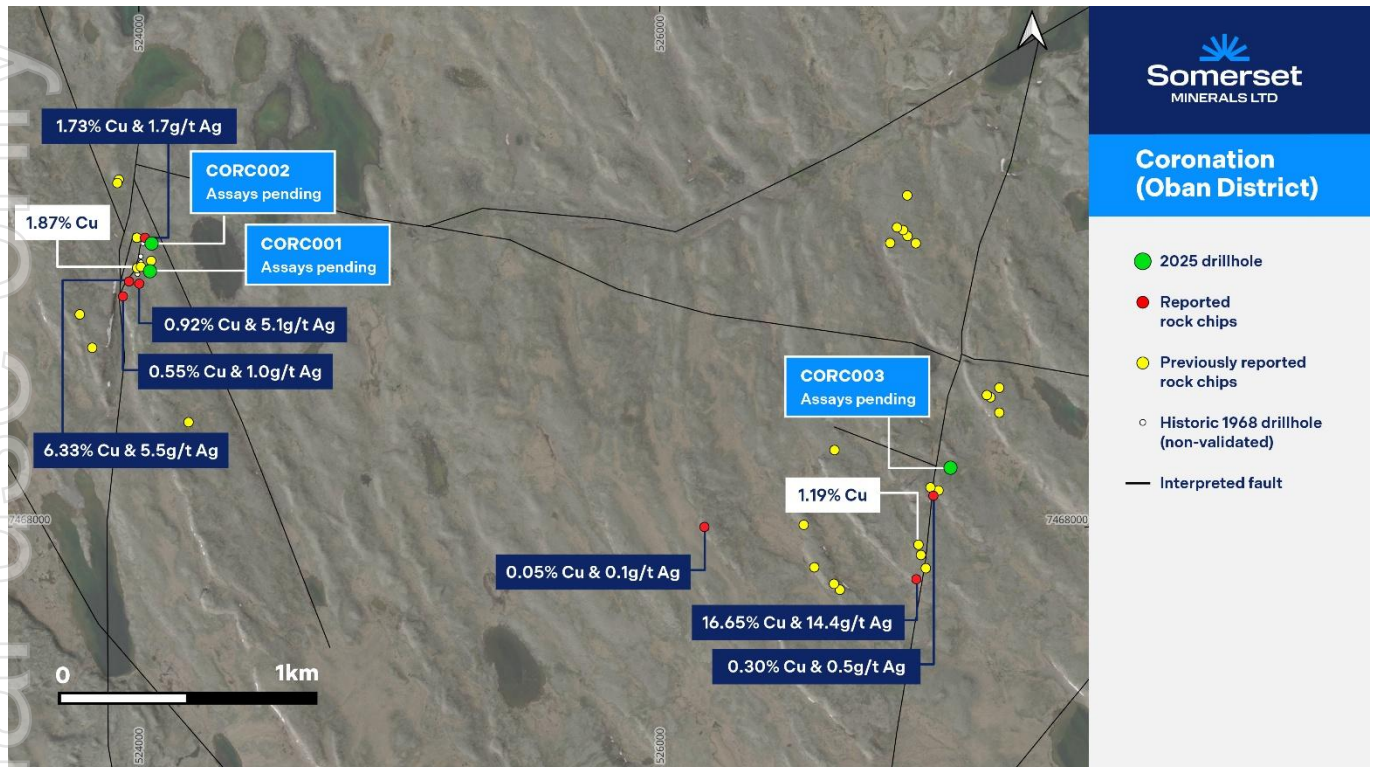 524000
526000
1.73% Cu & 1.7g/t Ag
CORC002
Assays pending
1.87% Cu
CORC001
Assays pending
0.92% Cu & 5.1g/t Ag
0.55% Cu & 1.0g/t Ag
6.33% Cu & 5.5g/t Ag
CORC003
Assays pending
1.19% Cu
7468000
7468000
0.05% Cu & 0.1g/t Ag
16.65% Cu & 14.4g/t Ag
0.30% Cu & 0.5g/t Ag
0
1km
524000
526000
Somerset
MINERALS LTD
Coronation
(Oban District)
2025 drillhole
Reported
rock chips
Previously reported
rock chips
Historic 1968 drillhole
(non-validated)
Interpreted fault